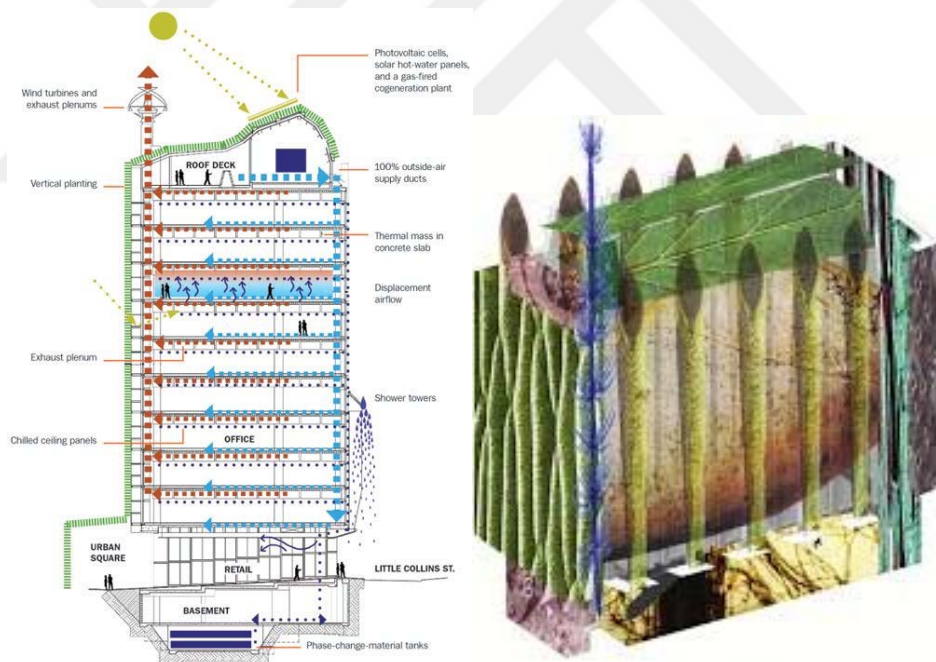 Photovoltaic cells,
solar hot-water panels,
and a gas-fired
cogeneration plant
Wind turbines and
exhaust plenums
ROOF DECK
100% outside-air
supply ducts
Vertical planting
Thermal mass in
concrete slab
Displacement
airflow
Exhaust plenum
Shower towers
Chilled ceiling panels
OFFICE
URBAN
SQUARE
RETAIL
LITTLE COLLINS ST.
BASEMENT
Phase-change-material tanks